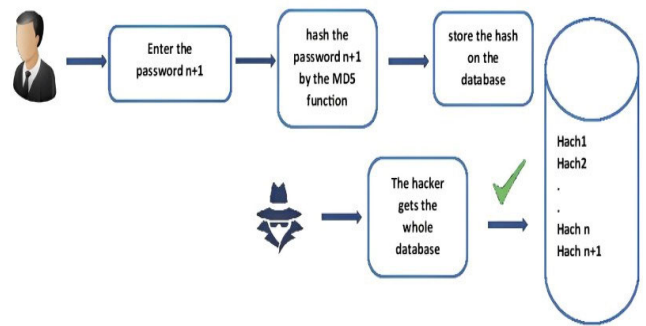 Enter the
password n+1
hash the
password n+1
by the MD5
function
store the hash
on the
database
Hach1
Hach2
.
.
Hach n
Hach n+1
The hacker
gets the
whole
database